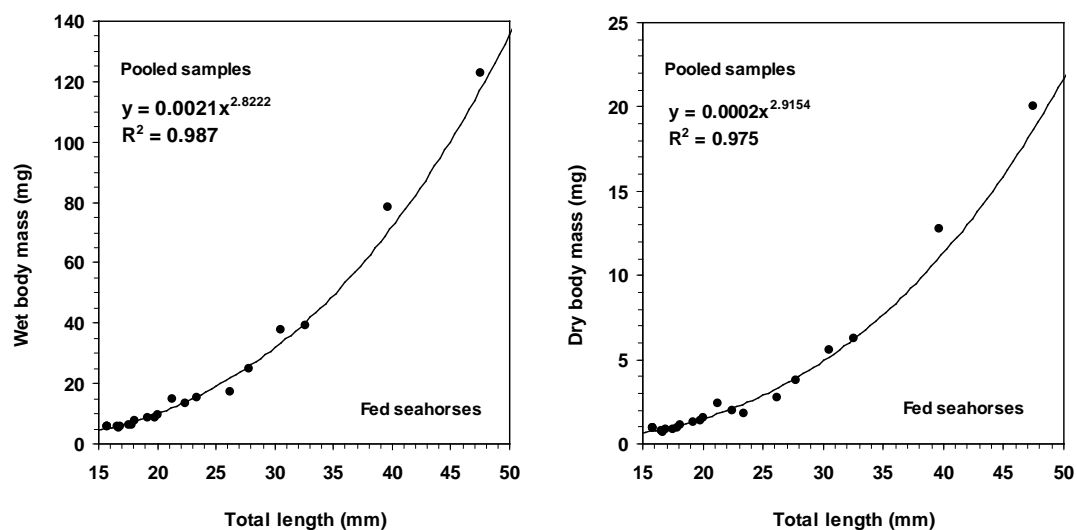 140
120
100
80
60
40
20
0
Wet body mass (mg)
Pooled samples
y = 0.0021x^2.8222
R² = 0.987
Fed seahorses
15 20 25 30 35 40 45 50
Total length (mm)
25
20
15
10
5
0
Dry body mass (mg)
Pooled samples
y = 0.0002x^2.9154
R² = 0.975
Fed seahorses
15 20 25 30 35 40 45 50
Total length (mm)